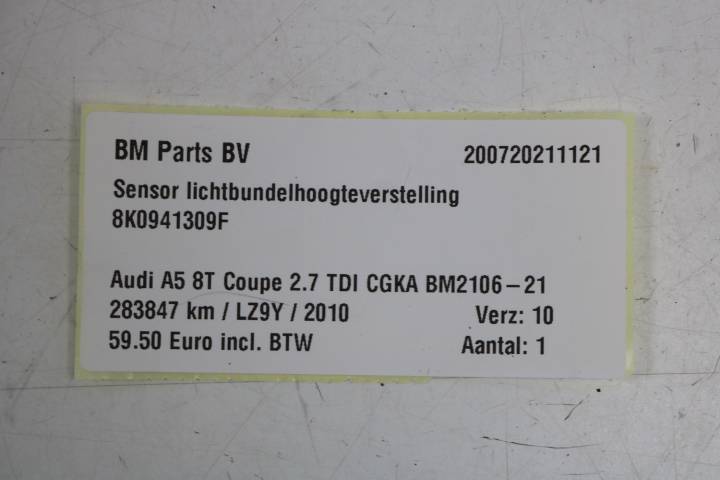 BM Parts BV 200720211121
Sensor lichtbundelhoogteverstelling
8K0941309F
Audi A5 8T Coupe 2.7 TDI CGKA BM2106-21
283847 km / LZ9Y / 2010 Verz: 10
59.50 Euro incl. BTW Aantal: 1